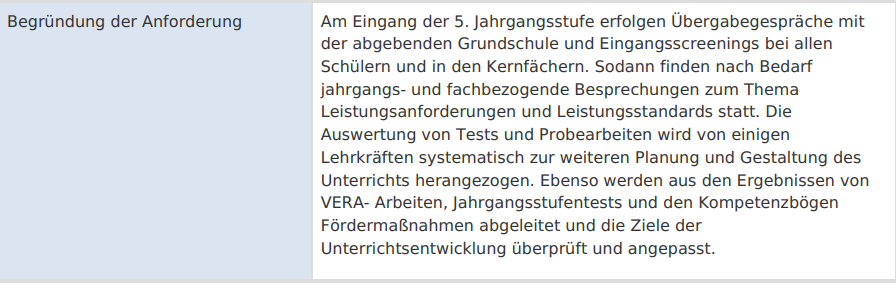 Begründung der Anforderung
Am Eingang der 5. Jahrgangsstufe erfolgen Übergabegespräche mit
der abgebenden Grundschule und Eingangsscreenings bei allen
Schülern und in den Kernfächern. Sodann finden nach Bedarf
jahrgangs- und fachbezogende Besprechungen zum Thema
Leistungsanforderungen und Leistungsstandards statt. Die
Auswertung von Tests und Probearbeiten wird von einigen
Lehrkräften systematisch zur weiteren Planung und Gestaltung des
Unterrichts herangezogen. Ebenso werden aus den Ergebnissen von
VERA- Arbeiten, Jahrgangsstufentests und den Kompetenzbögen
Fördermaßnahmen abgeleitet und die Ziele der
Unterrichtsentwicklung überprüft und angepasst.